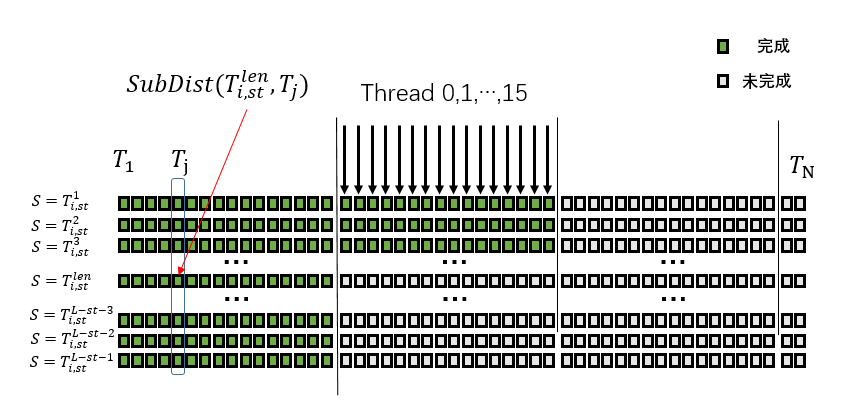 完成
未完成
SubDist(T_{i,st}^{len}, T_j)
Thread 0,1,⋯,15
T_1
T_j
T_N
S = T_{i,st}^{1}
S = T_{i,st}^{2}
S = T_{i,st}^{3}
...
...
...
S = T_{i,st}^{len}
...
...
...
S = T_{i,st}^{L-st-3}
S = T_{i,st}^{L-st-2}
S = T_{i,st}^{L-st-1}